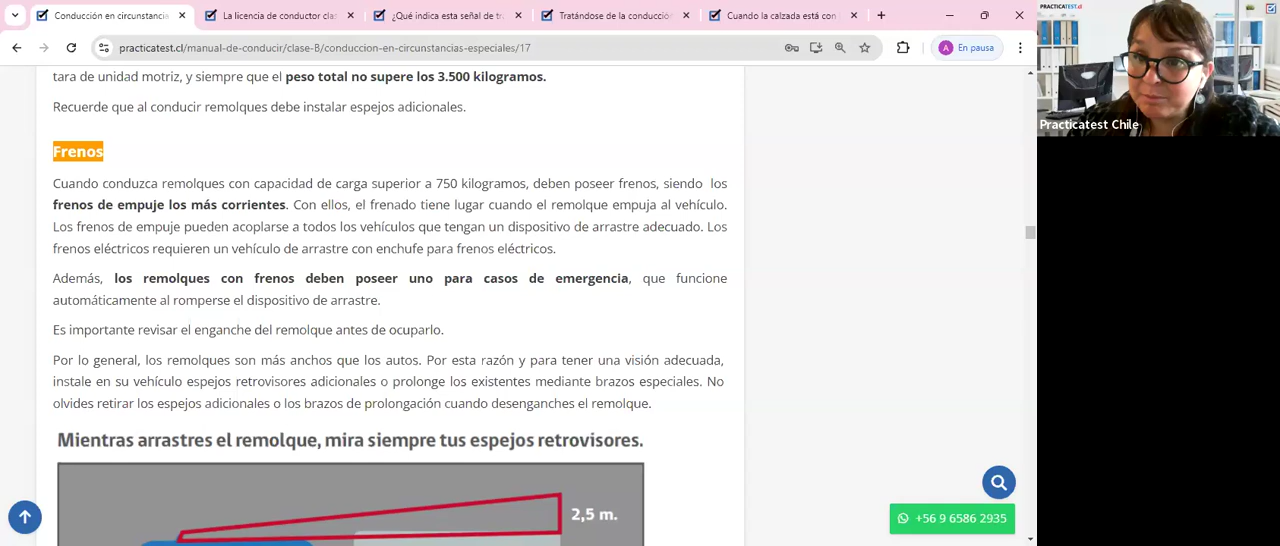 Conducción en circunstancia
La licencia de conductor clas
¿Qué indica esta señal de tr
Tratándose de la conducción
Cuando la calzada está con
practicatest.cl/manual-de-conducir/clase-B/conduccion-en-circunstancias-especiales/17
A En pausa
tara de unidad motriz, y siempre que el peso total no supere los 3.500 kilogramos.
Recuerde que al conducir remolques debe instalar espejos adicionales.
Frenos
Cuando conduzca remolques con capacidad de carga superior a 750 kilogramos, deben poseer frenos, siendo los
frenos de empuje los más corrientes. Con ellos, el frenado tiene lugar cuando el remolque empuja al vehículo.
Los frenos de empuje pueden acoplarse a todos los vehículos que tengan un dispositivo de arrastre adecuado. Los
frenos eléctricos requieren un vehículo de arrastre con enchufe para frenos eléctricos.
Además, los remolques con frenos deben poseer uno para casos de emergencia, que funcione
automáticamente al romperse el dispositivo de arrastre.
Es importante revisar el enganche del remolque antes de ocuparlo.
Por lo general, los remolques son más anchos que los autos. Por esta razón y para tener una visión adecuada,
instale en su vehículo espejos retrovisores adicionales o prolonge los existentes mediante brazos especiales. No
olvides retirar los espejos adicionales o los brazos de prolongación cuando desenganches el remolque.
Mientras arrastres el remolque, mira siempre tus espejos retrovisores.
2,5 m.
+56 9 6586 2935
PRACTICATEST.cl
Practicatest Chile